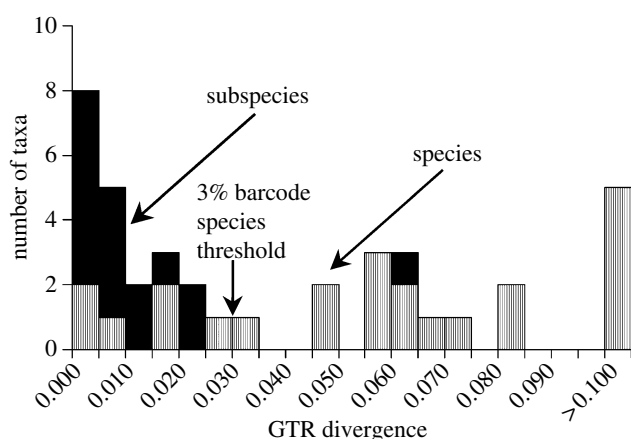 10
8
6
4
2
0
number of taxa
subspecies
species
3% barcode
species
threshold
0.000
0.010
0.020
0.030
0.040
0.050
0.060
0.070
0.080
0.090
>0.100
GTR divergence